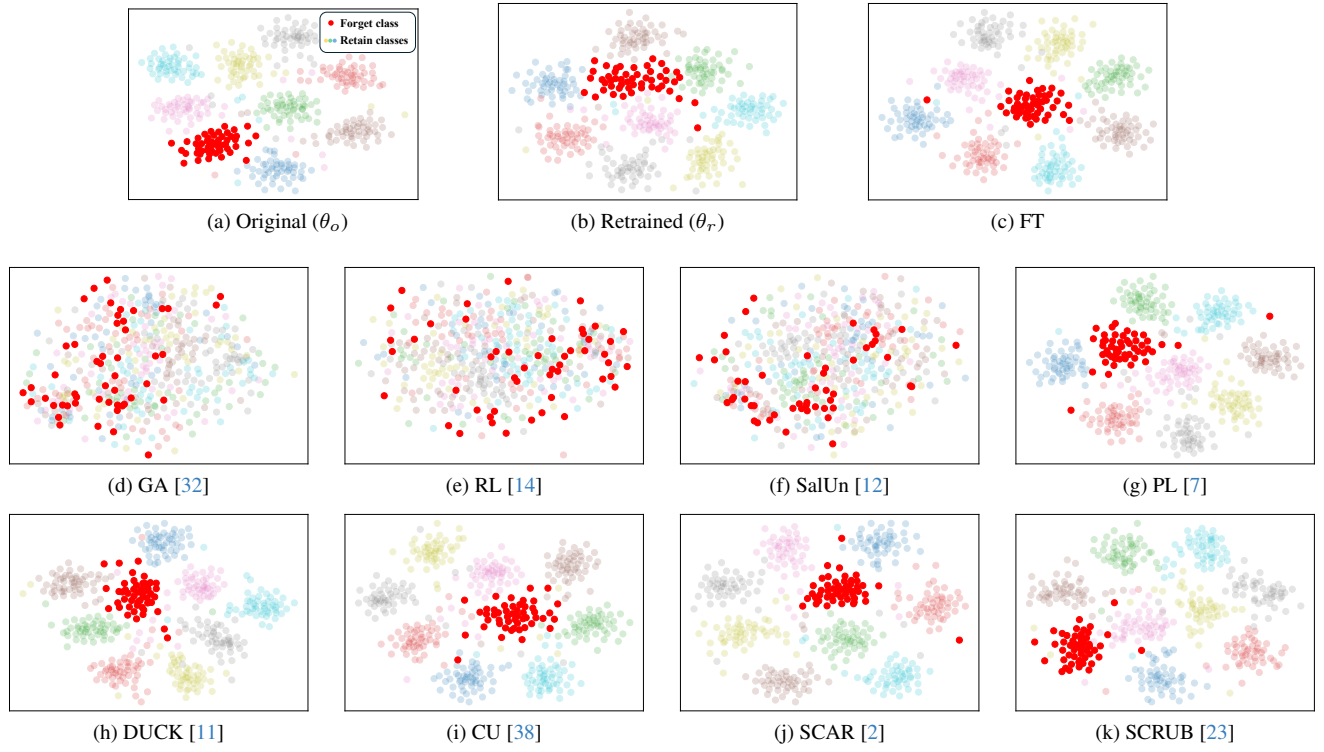 Forget class
Retain classes
(a) Original (θo)
(b) Retrained (θr)
(c) FT
(d) GA [32]
(e) RL [14]
(f) SalUn [12]
(g) PL [7]
(h) DUCK [11]
(i) CU [38]
(j) SCAR [2]
(k) SCRUB [23]